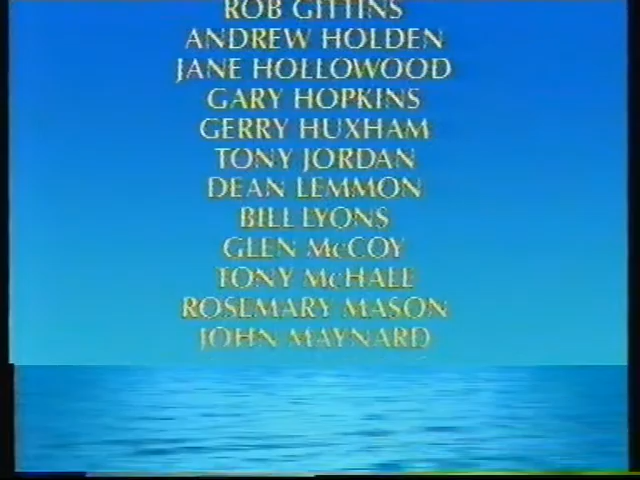 ROB GITTINS
ANDREW HOLDEN
JANE HOLLOWOOD
GARY HOPKINS
GERRY HUXHAM
TONY JORDAN
DEAN LEMMON
BILL LYONS
GLEN McCOY
TONY McHALE
ROSEMARY MASON
JOHN MAYNARD